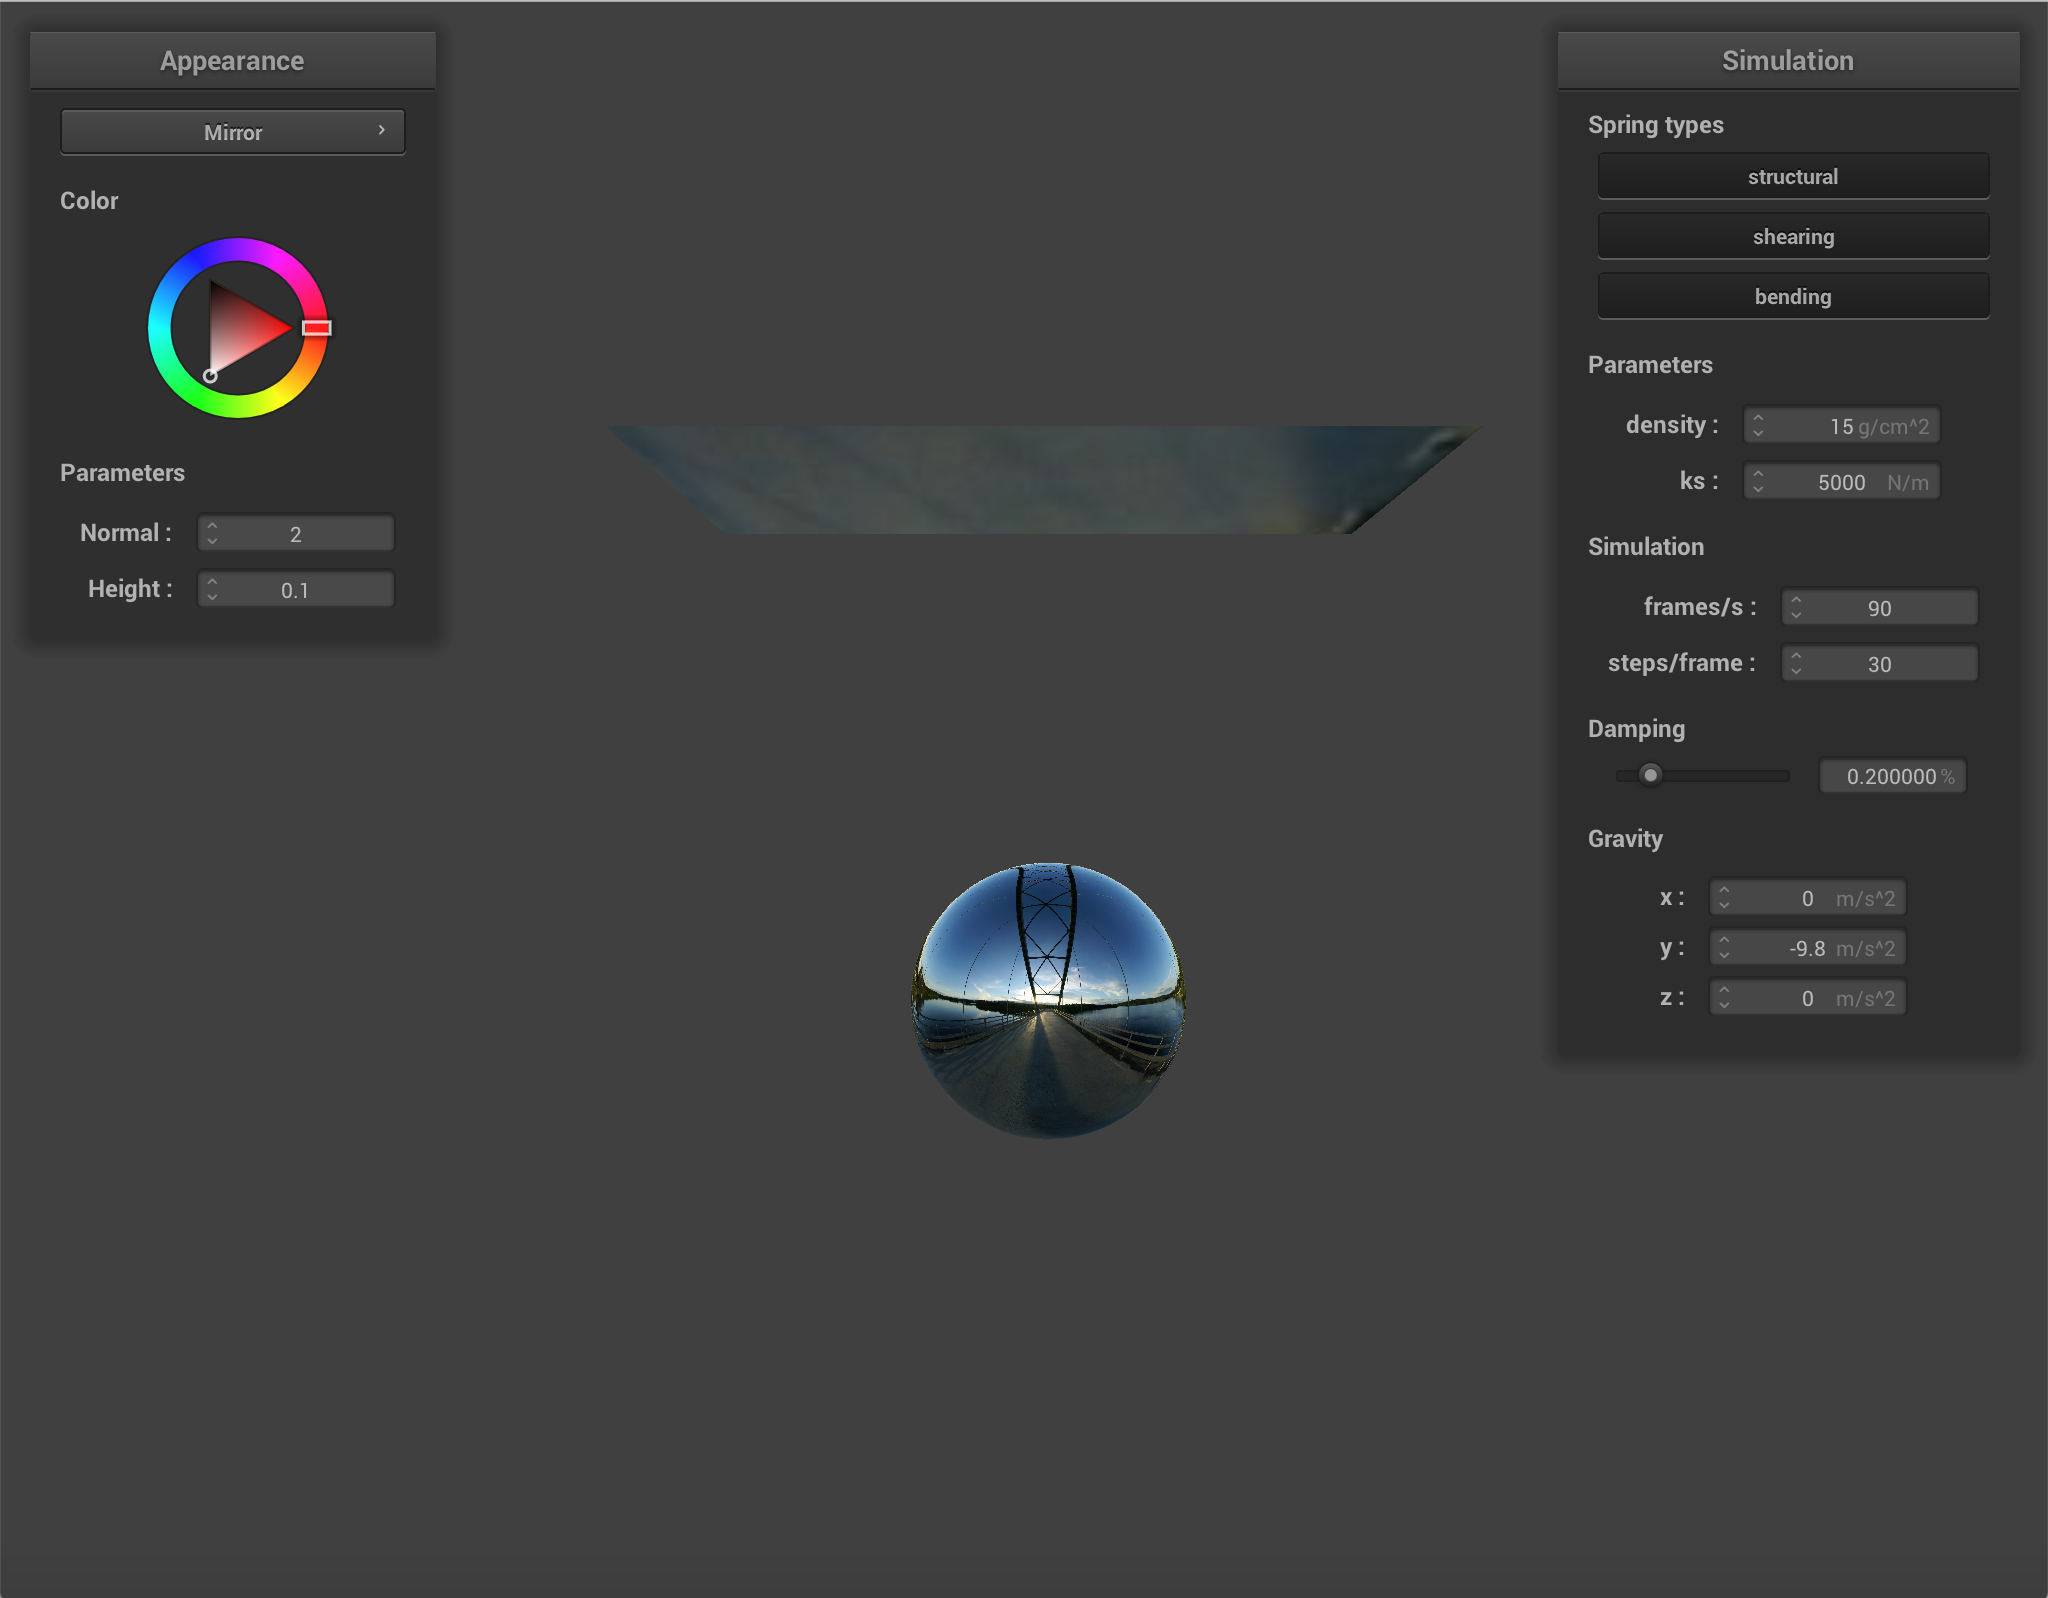 Appearance
Mirror
Color
Parameters
Normal : 2
Height : 0.1
Simulation
Spring types
structural
shearing
bending
Parameters
density : 15 g/cm^2
ks : 5000 N/m
Simulation
frames/s : 90
steps/frame : 30
Damping
0.200000 %
Gravity
x : 0 m/s^2
y : -9.8 m/s^2
z : 0 m/s^2